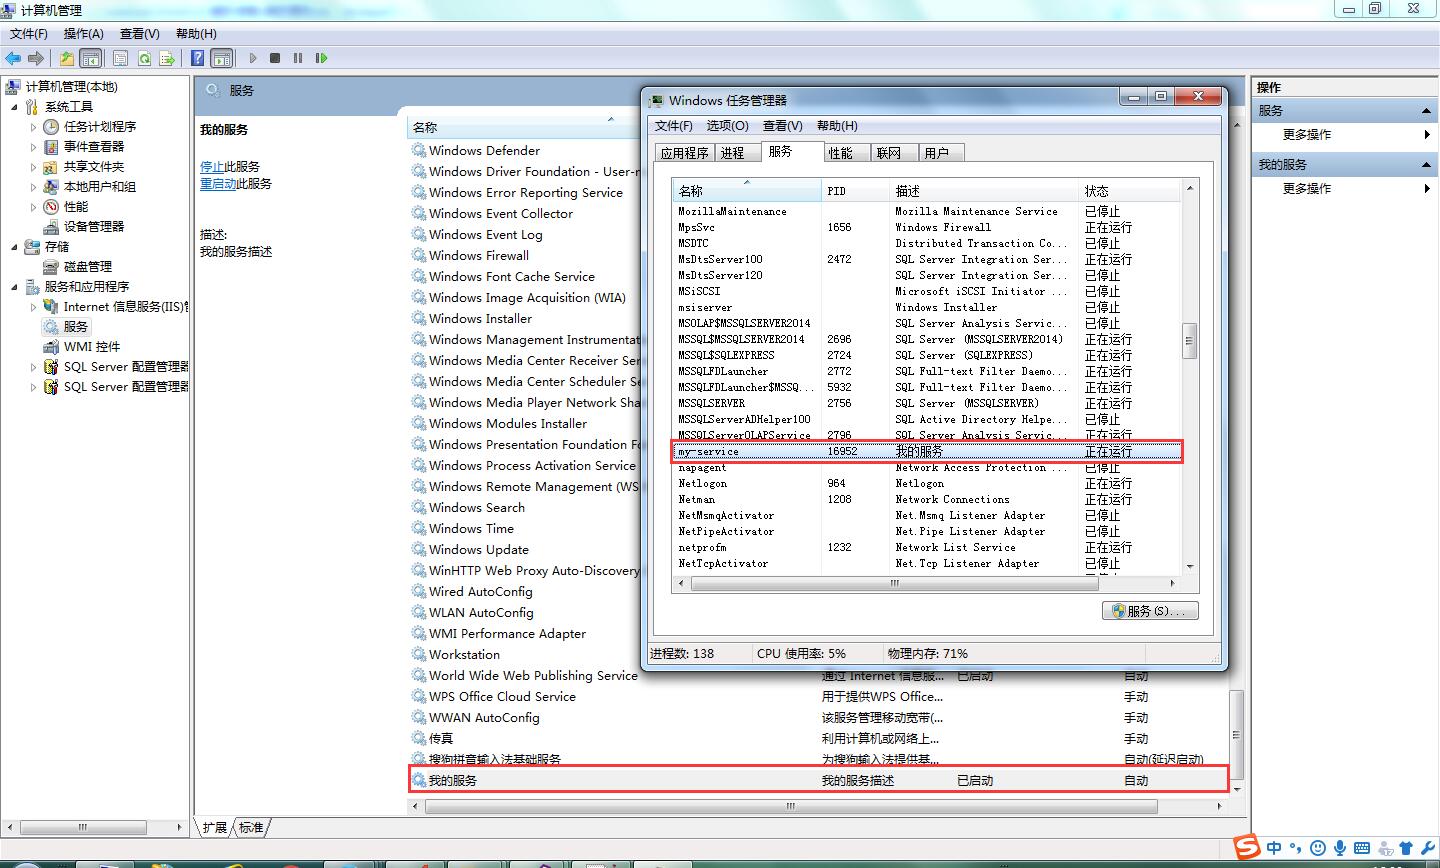 计算机管理
文件(F) 操作(A) 查看(V) 帮助(H)
计算机管理(本地)
系统工具
任务计划程序
事件查看器
共享文件夹
本地用户和组
性能
设备管理器
存储
磁盘管理
服务和应用程序
Internet 信息服务(IIS)
服务
WMI 控件
SQL Server 配置管理器
SQL Server 配置管理器
服务
我的服务
停止此服务
重启动此服务
描述:
我的服务描述
名称
Windows Defender
Windows Driver Foundation - User-
Windows Error Reporting Service
Windows Event Collector
Windows Event Log
Windows Firewall
Windows Font Cache Service
Windows Image Acquisition (WIA)
Windows Installer
Windows Management Instrumentat
Windows Media Center Receiver Ser
Windows Media Center Scheduler Se
Windows Media Player Network Sha
Windows Modules Installer
Windows Presentation Foundation Fo
Windows Process Activation Service
Windows Remote Management (WS
Windows Search
Windows Time
Windows Update
WinHTTP Web Proxy Auto-Discovery
Wired AutoConfig
WLAN AutoConfig
WMI Performance Adapter
Workstation
World Wide Web Publishing Service 通过 Internet 信息服... 已启动 自动
WPS Office Cloud Service 用于提供WPS Office... 手动
WWAN AutoConfig 该服务管理移动宽带(... 手动
传真 利用计算机或网络上... 手动
搜狗拼音输入法基础服务 为搜狗输入法提供基... 自动(延迟启动)
我的服务 我的服务描述 已启动 自动
扩展 标准
Windows 任务管理器
文件(F) 选项(O) 查看(V) 帮助(H)
应用程序 进程 服务 性能 联网 用户
名称 PID 描述 状态
MozillaMaintenance Mozilla Maintenance Service 已停止
MpsSvc 1656 Windows Firewall 正在运行
MSDTC Distributed Transaction Co... 已停止
MsDtsServer100 2472 SQL Server Integration Ser... 正在运行
MsDtsServer120 SQL Server Integration Ser... 已停止
MSiSCSI Microsoft iSCSI Initiator ... 已停止
msiserver Windows Installer 已停止
MSOLAP$MSSQLSERVER2014 SQL Server Analysis Servic... 已停止
MSSQL$MSSQLSERVER2014 2696 SQL Server (MSSQLSERVER2014) 正在运行
MSSQL$SQLEXPRESS 2724 SQL Server (SQLEXPRESS) 正在运行
MSSQLFDLauncher 2772 SQL Full-text Filter Daemo... 正在运行
MSSQLFDLauncher$MSSQ... 5932 SQL Full-text Filter Daemo... 正在运行
MSSQLSERVER 2756 SQL Server (MSSQLSERVER) 正在运行
MSSQLServerADHelper100 SQL Active Directory Helpe... 已停止
MSSQLServerOLAPService 2796 SQL Server Analysis Servic... 正在运行
my-service 16952 我的服务 正在运行
napagent Network Access Protection ... 已停止
Netlogon 964 Netlogon 正在运行
Netman 1208 Network Connections 正在运行
NetMsmqActivator Net.Msmq Listener Adapter 已停止
NetPipeActivator Net.Pipe Listener Adapter 已停止
netprofm 1232 Network List Service 正在运行
NetTcpActivator Net.Tcp Listener Adapter 已停止
服务(S)...
进程数: 138 CPU 使用率: 5% 物理内存: 71%
操作
服务
更多操作
我的服务
更多操作
中